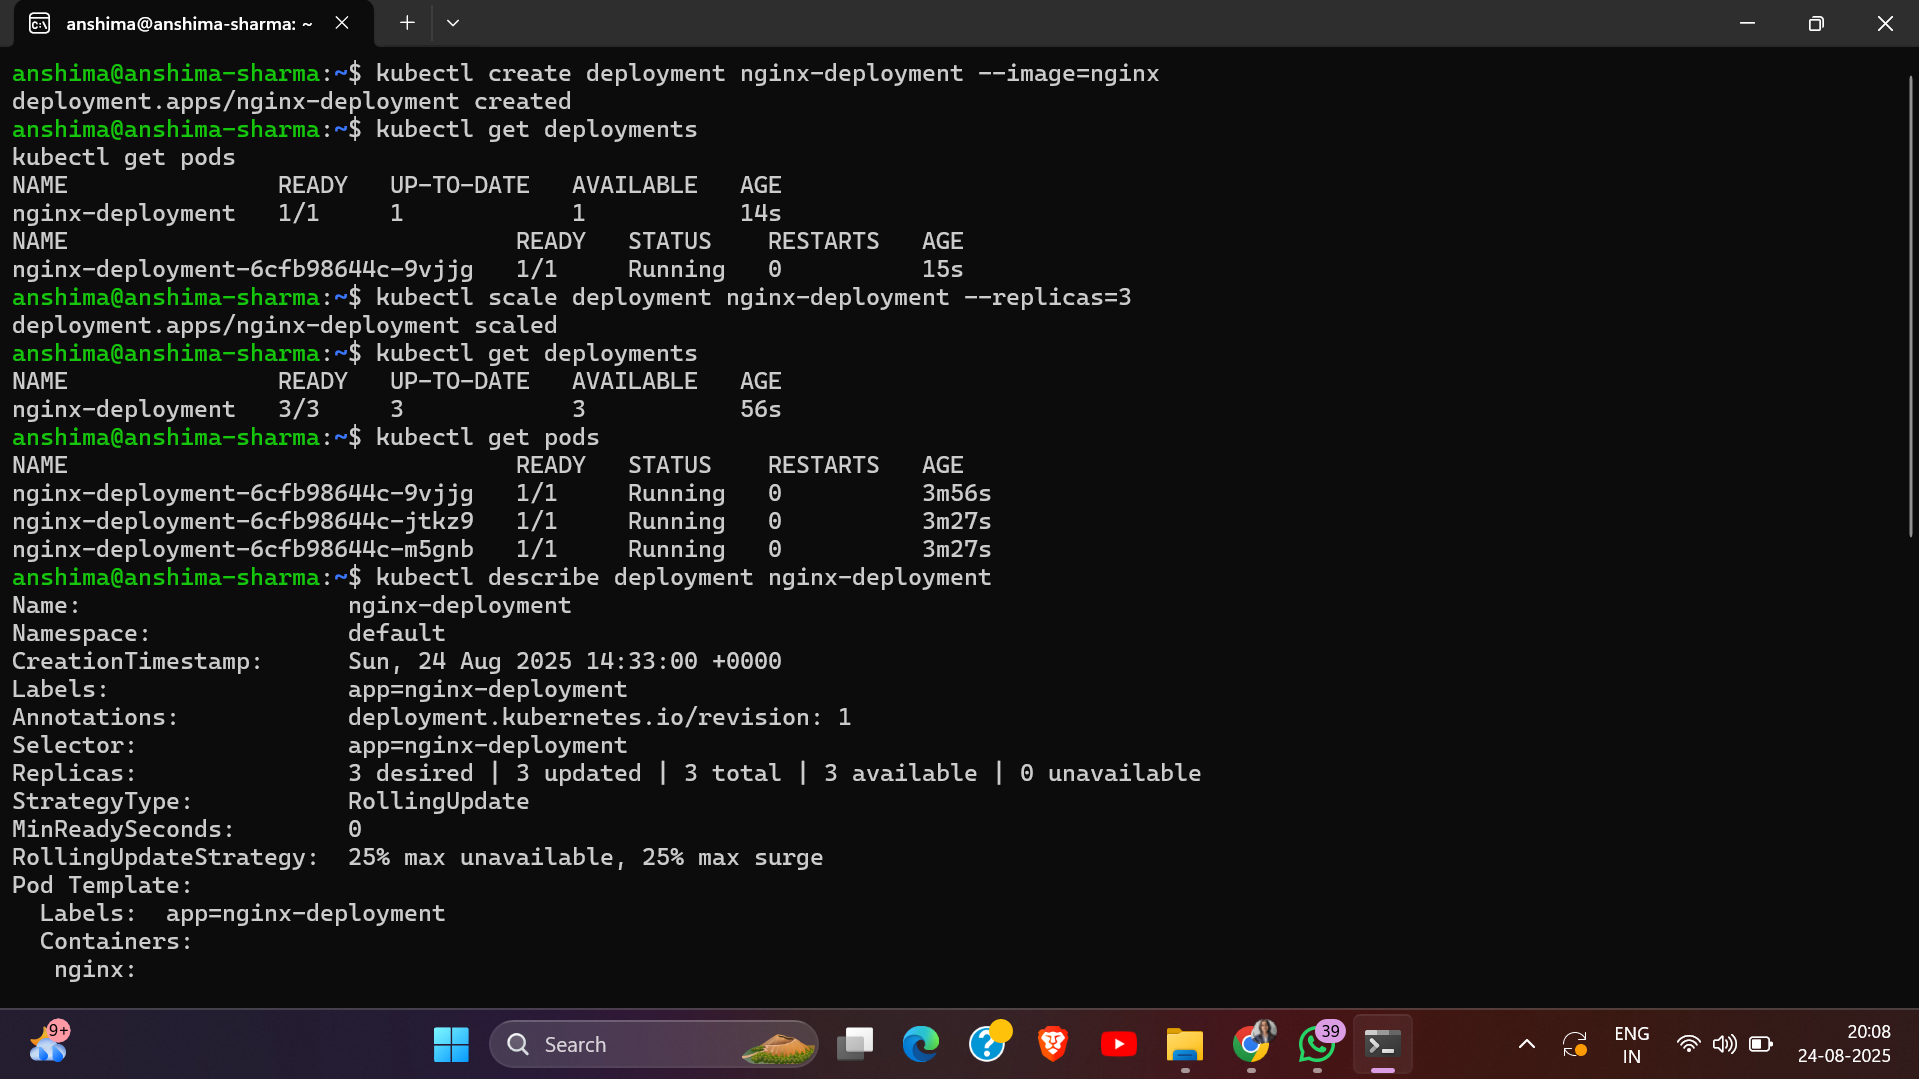 anshima@anshima-sharma: ~
anshima@anshima-sharma:~$ kubectl create deployment nginx-deployment --image=nginx
deployment.apps/nginx-deployment created
anshima@anshima-sharma:~$ kubectl get deployments
kubectl get pods
NAME               READY   UP-TO-DATE   AVAILABLE   AGE
nginx-deployment   1/1     1            1           14s
NAME                                READY   STATUS    RESTARTS   AGE
nginx-deployment-6cfb98644c-9vjjg   1/1     Running   0          15s
anshima@anshima-sharma:~$ kubectl scale deployment nginx-deployment --replicas=3
deployment.apps/nginx-deployment scaled
anshima@anshima-sharma:~$ kubectl get deployments
NAME               READY   UP-TO-DATE   AVAILABLE   AGE
nginx-deployment   3/3     3            3           56s
anshima@anshima-sharma:~$ kubectl get pods
NAME                                READY   STATUS    RESTARTS   AGE
nginx-deployment-6cfb98644c-9vjjg   1/1     Running   0          3m56s
nginx-deployment-6cfb98644c-jtkz9   1/1     Running   0          3m27s
nginx-deployment-6cfb98644c-m5gnb   1/1     Running   0          3m27s
anshima@anshima-sharma:~$ kubectl describe deployment nginx-deployment
Name:                   nginx-deployment
Namespace:              default
CreationTimestamp:      Sun, 24 Aug 2025 14:33:00 +0000
Labels:                 app=nginx-deployment
Annotations:            deployment.kubernetes.io/revision: 1
Selector:               app=nginx-deployment
Replicas:               3 desired | 3 updated | 3 total | 3 available | 0 unavailable
StrategyType:           RollingUpdate
MinReadySeconds:        0
RollingUpdateStrategy:  25% max unavailable, 25% max surge
Pod Template:
  Labels:  app=nginx-deployment
  Containers:
   nginx:
9+
Search
39
ENG
IN
20:08
24-08-2025